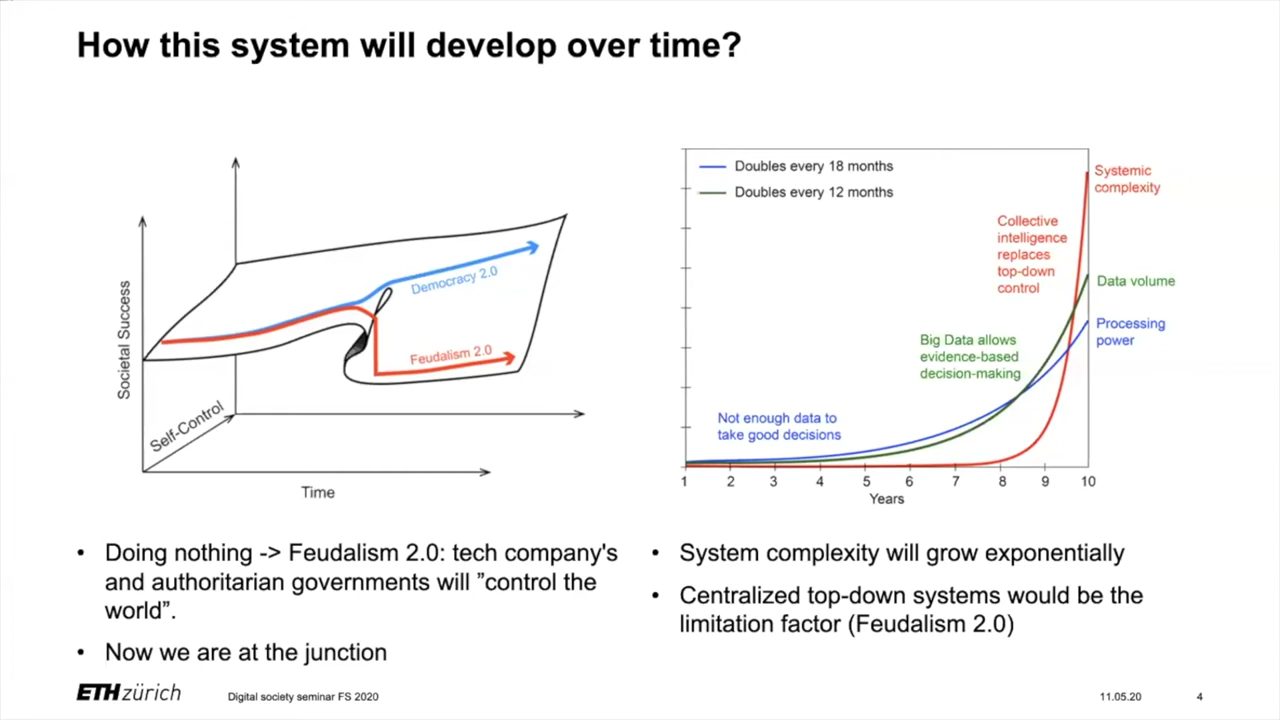 How this system will develop over time?
Societal Success
Self-Control
Time
Democracy 2.0
Feudalism 2.0
Doubles every 18 months
Doubles every 12 months
Systemic
complexity
Collective
intelligence
replaces
top-down
control
Data volume
Processing
power
Big Data allows
evidence-based
decision-making
Not enough data to
take good decisions
1 2 3 4 5 6 7 8 9 10
Years
• Doing nothing -> Feudalism 2.0: tech company's
and authoritarian governments will ”control the
world”.
• Now we are at the junction
• System complexity will grow exponentially
• Centralized top-down systems would be the
limitation factor (Feudalism 2.0)
ETH zürich
Digital society seminar FS 2020
11.05.20
4